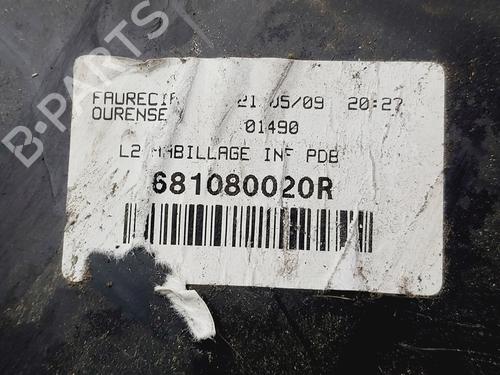 B-PARTS
FAURECIA 21/05/09 20:27
OURENSE 01490
L2 HABILLAGE INF PDB
681080020R